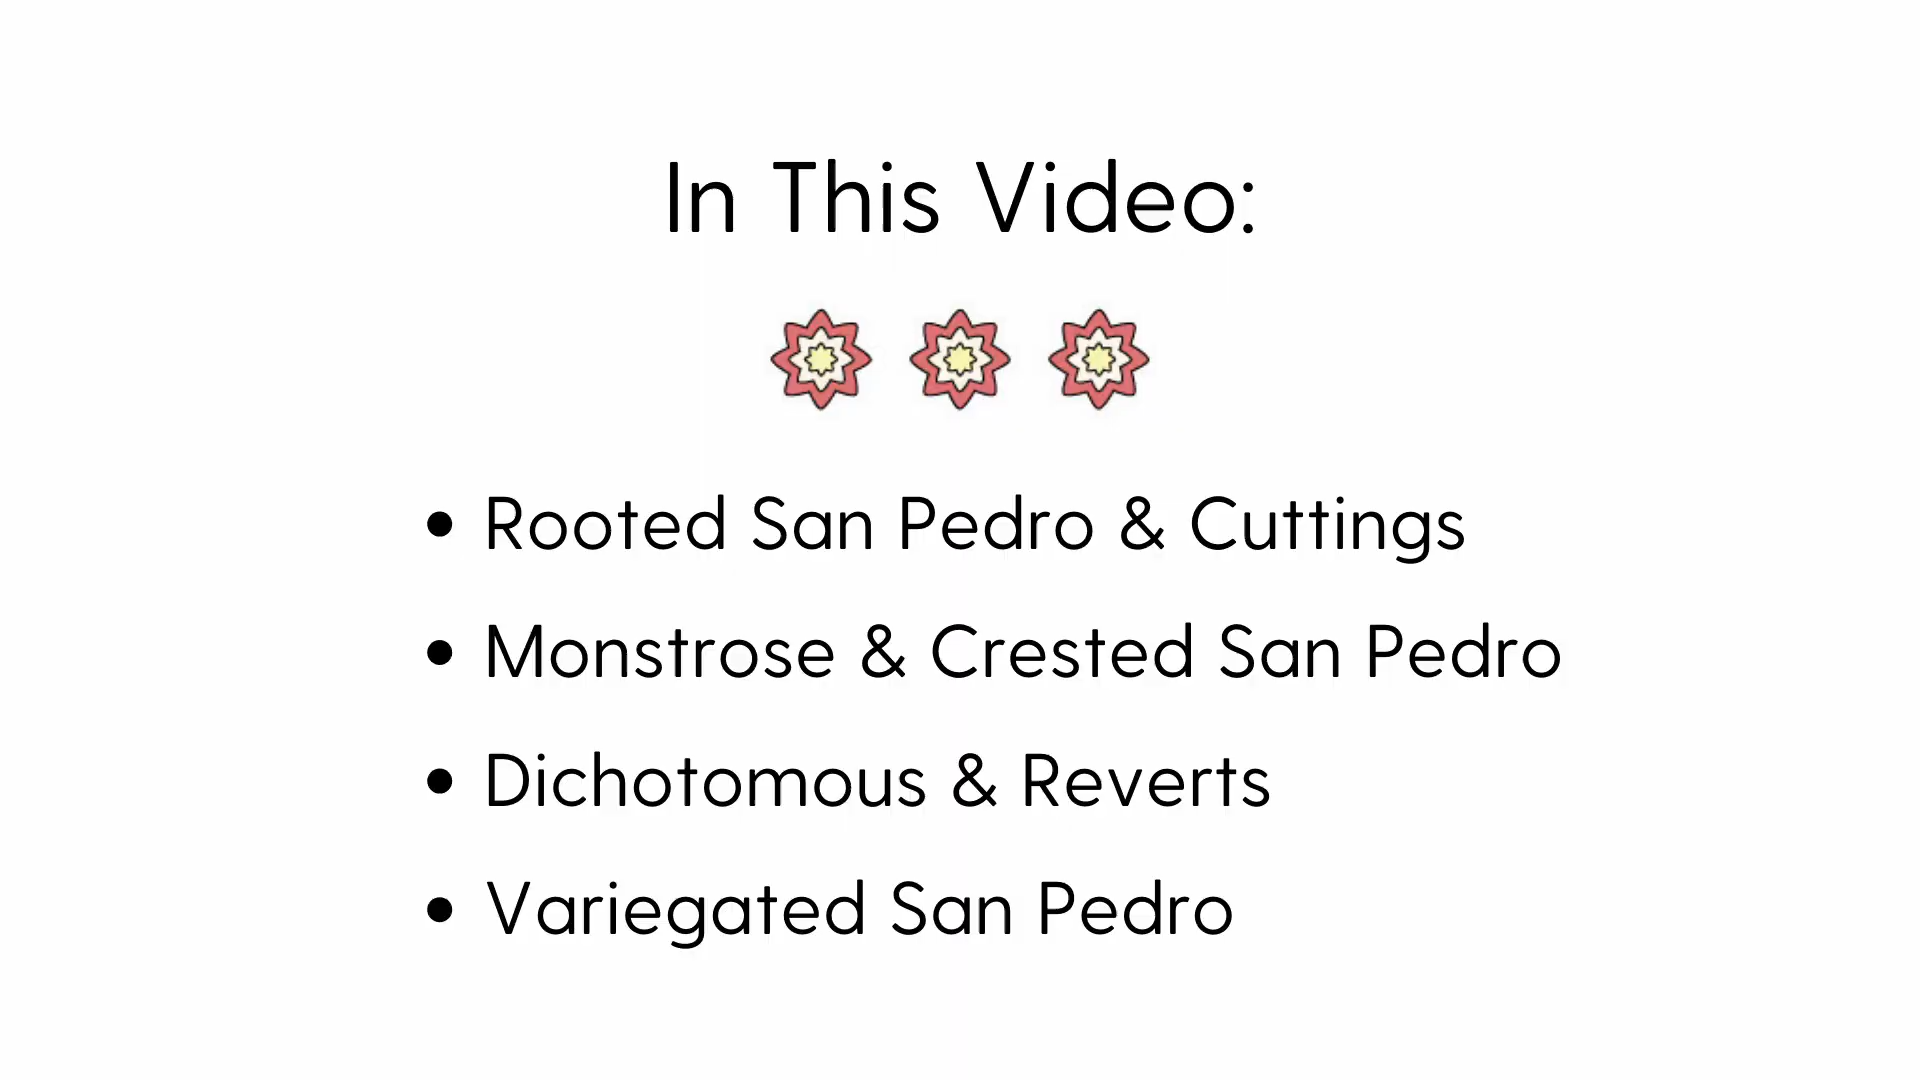 In This Video:
• Rooted San Pedro & Cuttings
• Monstrose & Crested San Pedro
• Dichotomous & Reverts
• Variegated San Pedro